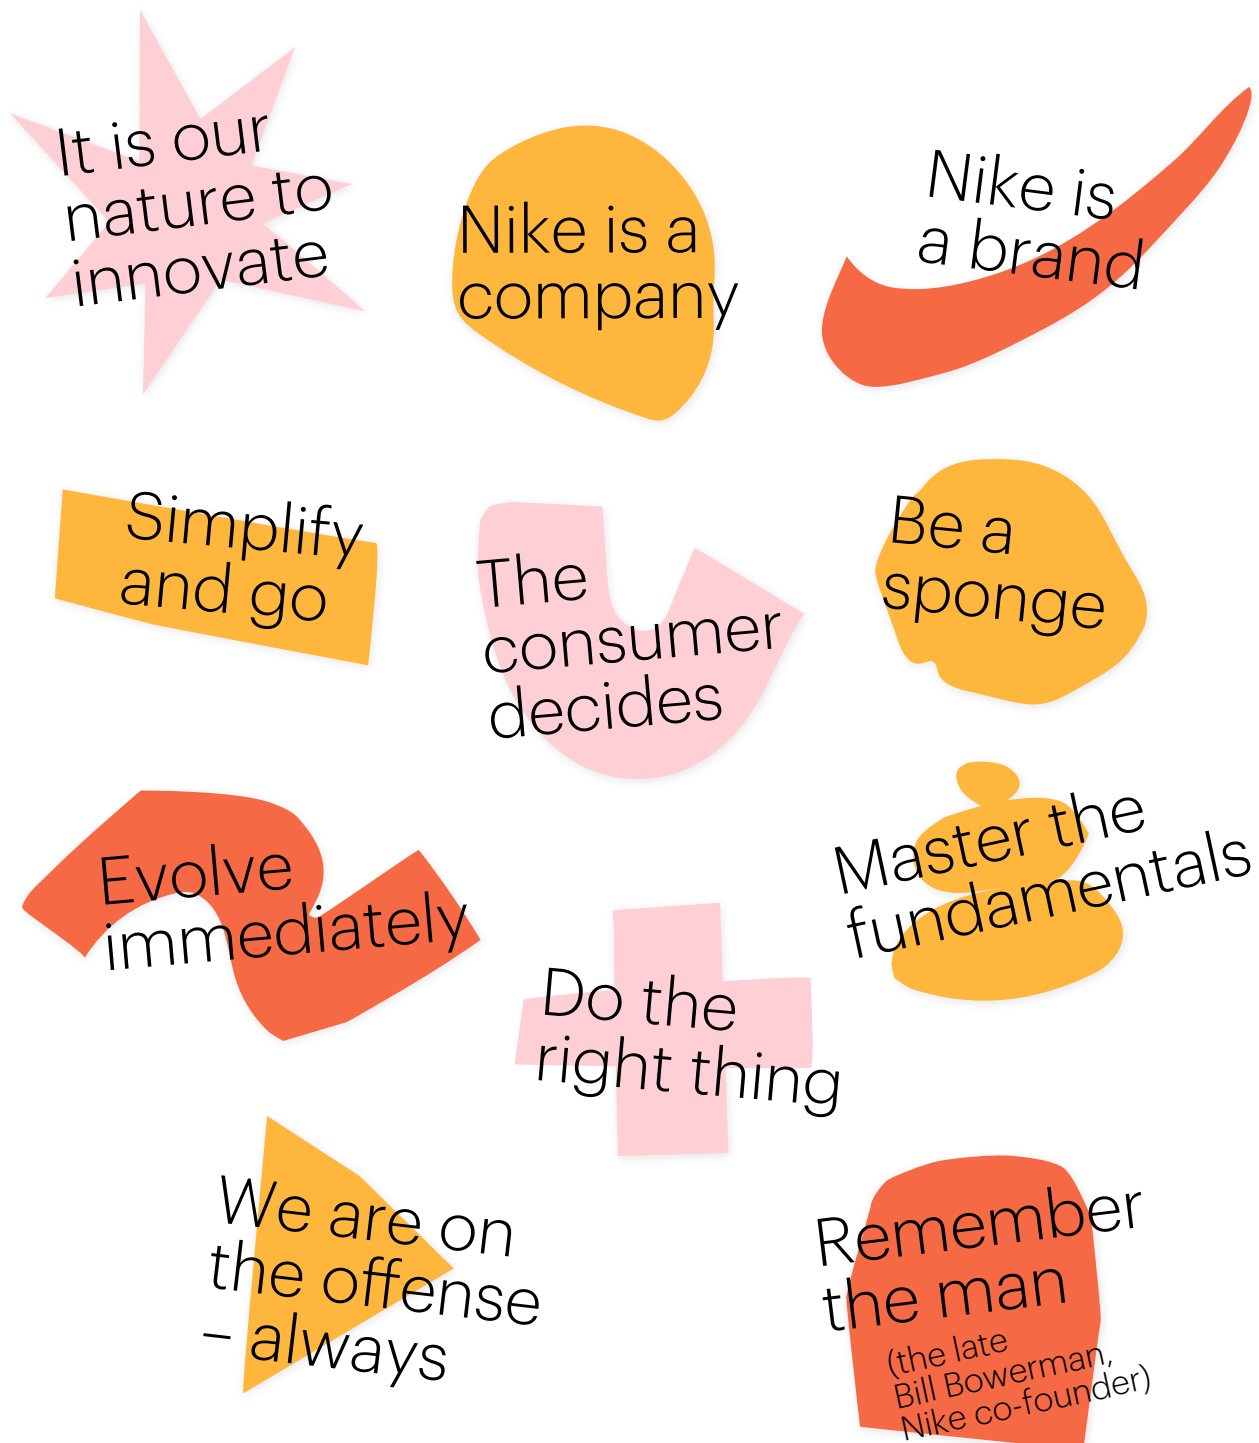 It is our
nature to
innovate
Nike is a
company
Nike is
a brand
Simplify
and go
The
consumer
decides
Be a
sponge
Evolve
immediately
Master the
fundamentals
Do the
right thing
We are on
the offense
– always
Remember
the man
(the late
Bill Bowerman,
Nike co-founder)